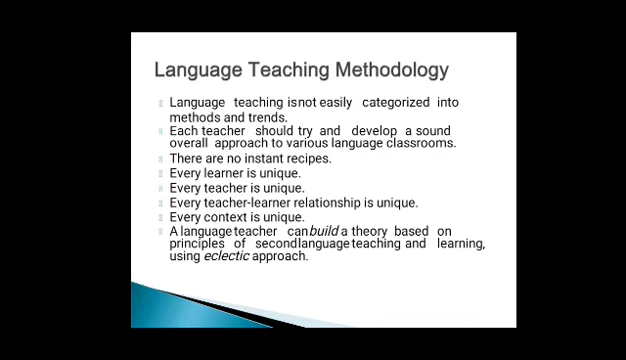 Language Teaching Methodology
Language teaching is not easily categorized into
methods and trends.
Each teacher should try and develop a sound
overall approach to various language classrooms.
There are no instant recipes.
Every learner is unique.
Every teacher is unique.
Every teacher-learner relationship is unique.
Every context is unique.
A language teacher can build a theory based on
principles of second language teaching and learning,
using eclectic approach.